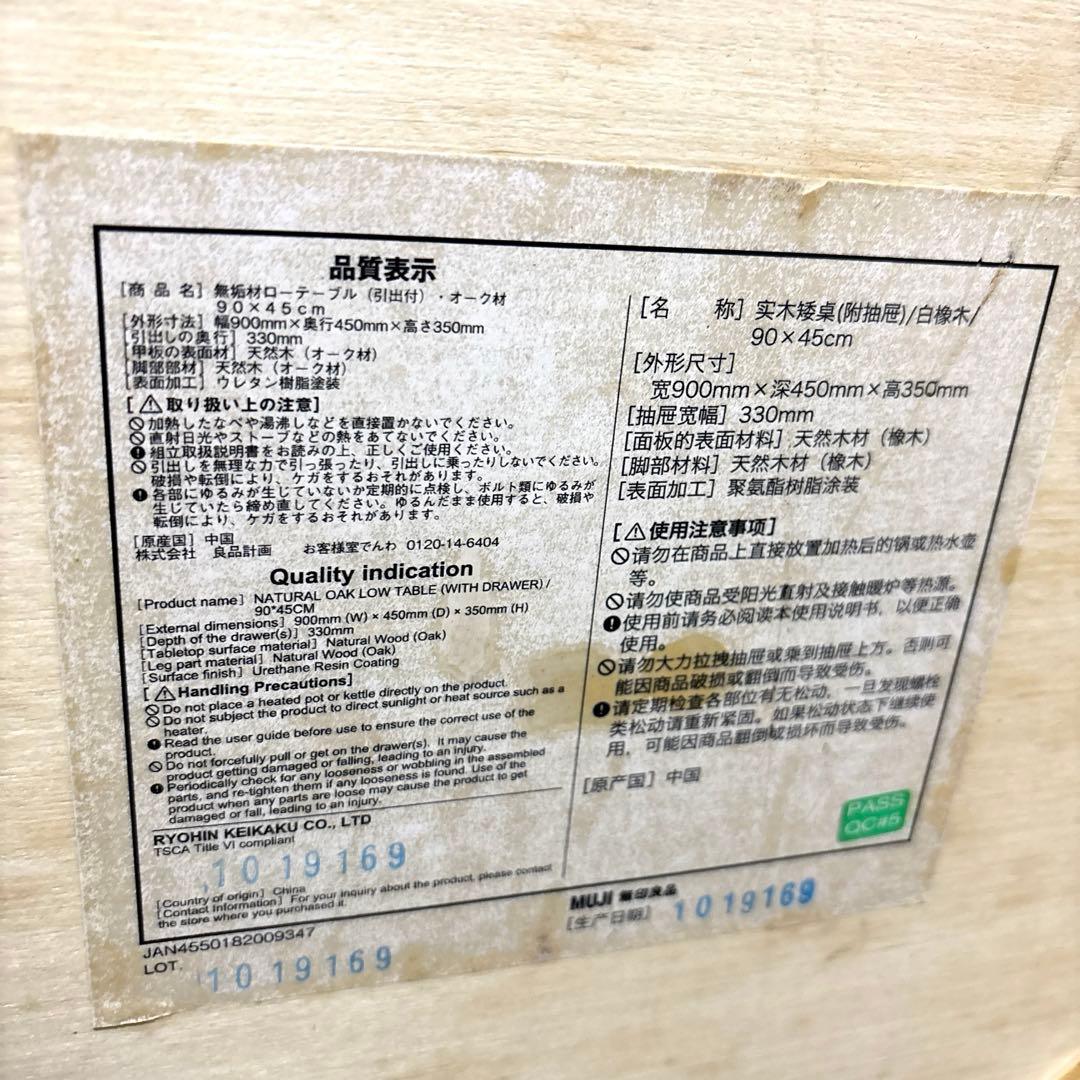 品質表示
[商 品 名] 無垢材ローテーブル（引出付）・オーク材
90×45cm
[外形寸法] 幅900mm×奥行450mm×高さ350mm
[引出しの奥行] 330mm
[甲板の表面材] 天然木（オーク材）
[脚部部材] 天然木（オーク材）
[表面加工] ウレタン樹脂塗装
[⚠取り扱い上の注意]
加熱したなべや湯沸しなどを直接置かないでください。
直射日光やストーブなどの熱をあてないでください。
組立取扱説明書をお読みの上、正しくご使用ください。
引出しを無理な力で引っ張ったり、引出しに乗ったりしないでください。
破損や転倒により、ケガをするおそれがあります。
各部にゆるみが生じていないか定期的に点検し、ボルト類にゆるみが
生じていたら締め直してください。ゆるんだまま使用すると、破損や
転倒により、ケガをするおそれがあります。
[原産国] 中国
株式会社 良品計画 お客様室でんわ 0120-14-6404
Quality indication
[Product name] NATURAL OAK LOW TABLE (WITH DRAWER) /
90*45CM
[External dimensions] 900mm (W) × 450mm (D) × 350mm (H)
[Depth of the drawer(s)] 330mm
[Tabletop surface material] Natural Wood (Oak)
[Leg part material] Natural Wood (Oak)
[Surface finish] Urethane Resin Coating
[⚠Handling Precautions]
Do not place a heated pot or kettle directly on the product.
Do not subject the product to direct sunlight or heat source such as a
heater.
Read the user guide before use to ensure the correct use of the
product.
Do not forcefully pull or get on the drawer(s). It may cause the
product getting damaged or falling, leading to an injury.
Periodically check for any looseness or wobbling in the assembled
parts, and re-tighten them if any looseness is found. Use of the
product when any parts are loose may cause the product to get
damaged or fall, leading to an injury.
RYOHIN KEIKAKU CO., LTD
TSCA Title VI compliant
1019169
[Country of origin] China
[Contact information] For your inquiry about the product, please contact
the store where you purchased it.
JAN4550182009347
LOT. 1019169
[名 称] 实木矮桌(附抽屉)/白橡木/
90×45cm
[外形尺寸]
宽900mm×深450mm×高350mm
[抽屉宽幅] 330mm
[面板的表面材料] 天然木材（橡木）
[脚部材料] 天然木材（橡木）
[表面加工] 聚氨酯树脂涂装
[⚠使用注意事项]
请勿在商品上直接放置加热后的锅或热水壶
等。
请勿使商品受阳光直射及接触暖炉等热源。
使用前请务必阅读本使用说明书，以便正确
使用。
请勿大力拉拽抽屉或乘到抽屉上方。否则可
能因商品破损或翻倒而导致受伤。
请定期检查各部位有无松动，一旦发现螺栓
类松动请重新紧固。如果松动状态下继续使
用，可能因商品翻倒或损坏而导致受伤。
[原产国] 中国
PASS
QC#5
MUJI 無印良品
[生产日期] 1019169